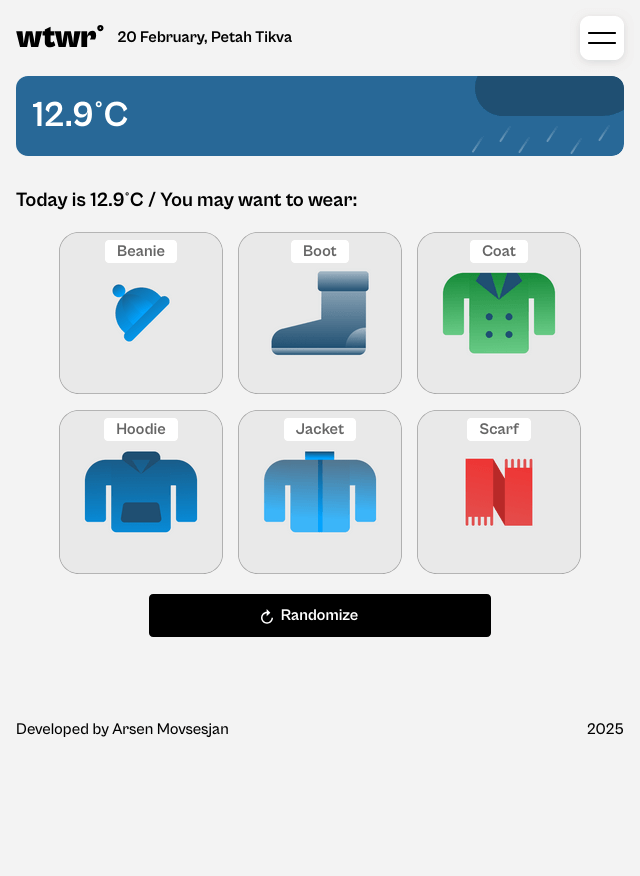 wtwr° 20 February, Petah Tikva
12.9°C
Today is 12.9°C / You may want to wear:
Beanie Boot Coat
Hoodie Jacket Scarf
Randomize
Developed by Arsen Movsesjan 2025